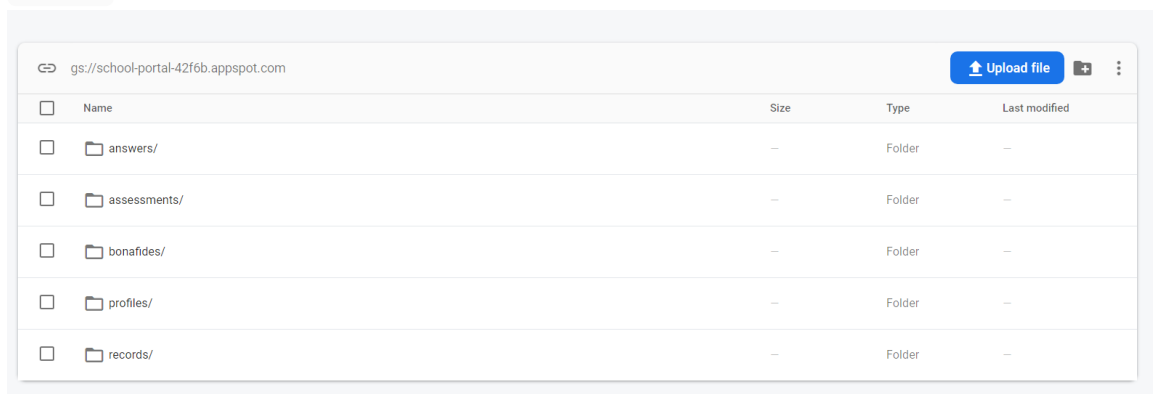 gs://school-portal-42f6b.appspot.com Upload file
Name Size Type Last modified
answers/ — Folder —
assessments/ — Folder —
bonafides/ — Folder —
profiles/ — Folder —
records/ — Folder —